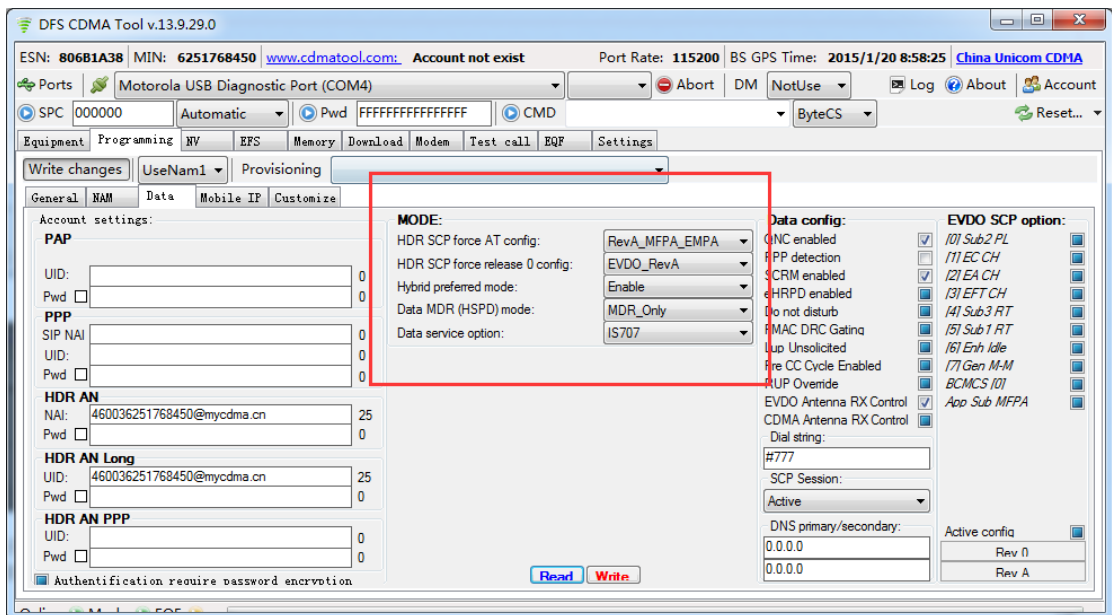 DFS CDMA Tool v.13.9.29.0
ESN: 806B1A38 MIN: 6251768450 www.cdmatool.com: Account not exist Port Rate: 115200 BS GPS Time: 2015/1/20 8:58:25 China Unicom CDMA
Ports Motorola USB Diagnostic Port (COM4) Abort DM NotUse Log About Account
SPC 000000 Automatic Pwd FFFFFFFFFFFFFFFF CMD ByteCS Reset...
Equipment Programming NV EFS Memory Download Modem Test call EQF Settings
Write changes UseNam1 Provisioning
General NAM Data Mobile IP Customize
Account settings:
PAP
UID: 0
Pwd 0
PPP
SIP NAI 0
UID: 0
Pwd 0
HDR AN
NAI: 460036251768450@mycdma.cn 25
Pwd 0
HDR AN Long
UID: 460036251768450@mycdma.cn 25
Pwd 0
HDR AN PPP
UID: 0
Pwd 0
Authentification require password encryption
MODE:
HDR SCP force AT config: RevA_MFPA_EMPA
HDR SCP force release 0 config: EVDO_RevA
Hybrid preferred mode: Enable
Data MDR (HSPD) mode: MDR_Only
Data service option: IS707
Read Write
Data config:
QNC enabled
PPP detection
SCRM enabled
eHRPD enabled
Do not disturb
FMAC DRC Gating
Lup Unsolicited
Fre CC Cycle Enabled
RUP Override
EVDO Antenna RX Control
CDMA Antenna RX Control
Dial string:
#777
SCP Session:
Active
DNS primary/secondary:
0.0.0.0
0.0.0.0
EVDO SCP option:
[0] Sub2 PL
[1] EC CH
[2] EA CH
[3] EFT CH
[4] Sub3 RT
[5] Sub1 RT
[6] Enh Idle
[7] Gen M-M
BCMCS [0]
App Sub MFPA
Active config
Rev 0
Rev A